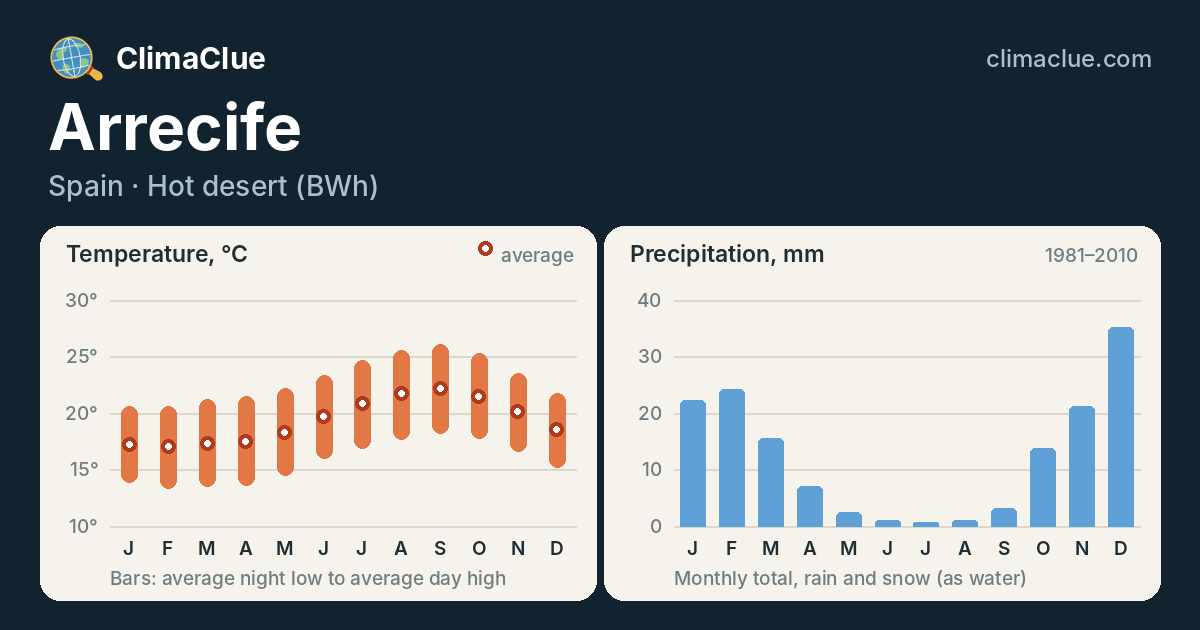 ClimaClue
climaclue.com
Arrecife
Spain · Hot desert (BWh)
Temperature, °C
average
30°
25°
20°
15°
10°
J F M A M J J A S O N D
Bars: average night low to average day high
Precipitation, mm
1981–2010
40
30
20
10
0
J F M A M J J A S O N D
Monthly total, rain and snow (as water)